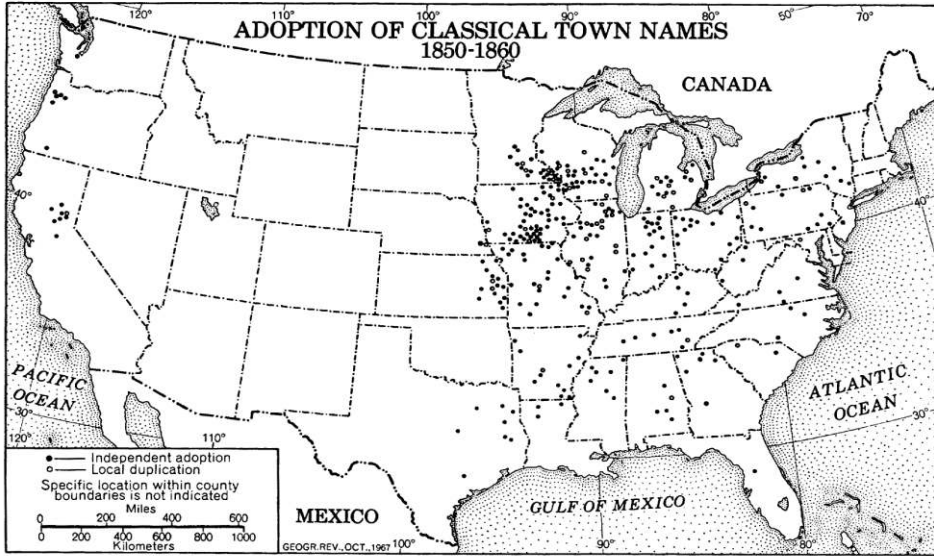 ADOPTION OF CLASSICAL TOWN NAMES
1850-1860
120°
110°
100°
90°
80°
50°
70°
CANADA
40°
40°
PACIFIC
OCEAN
ATLANTIC
OCEAN
30°
30°
120°
110°
Independent adoption
Local duplication
Specific location within county
boundaries is not indicated
Miles
0 200 400 600
0 200 400 600 800 1000
Kilometers
MEXICO
GULF OF MEXICO
GEOGR. REV., OCT., 1967
100°
90°
80°